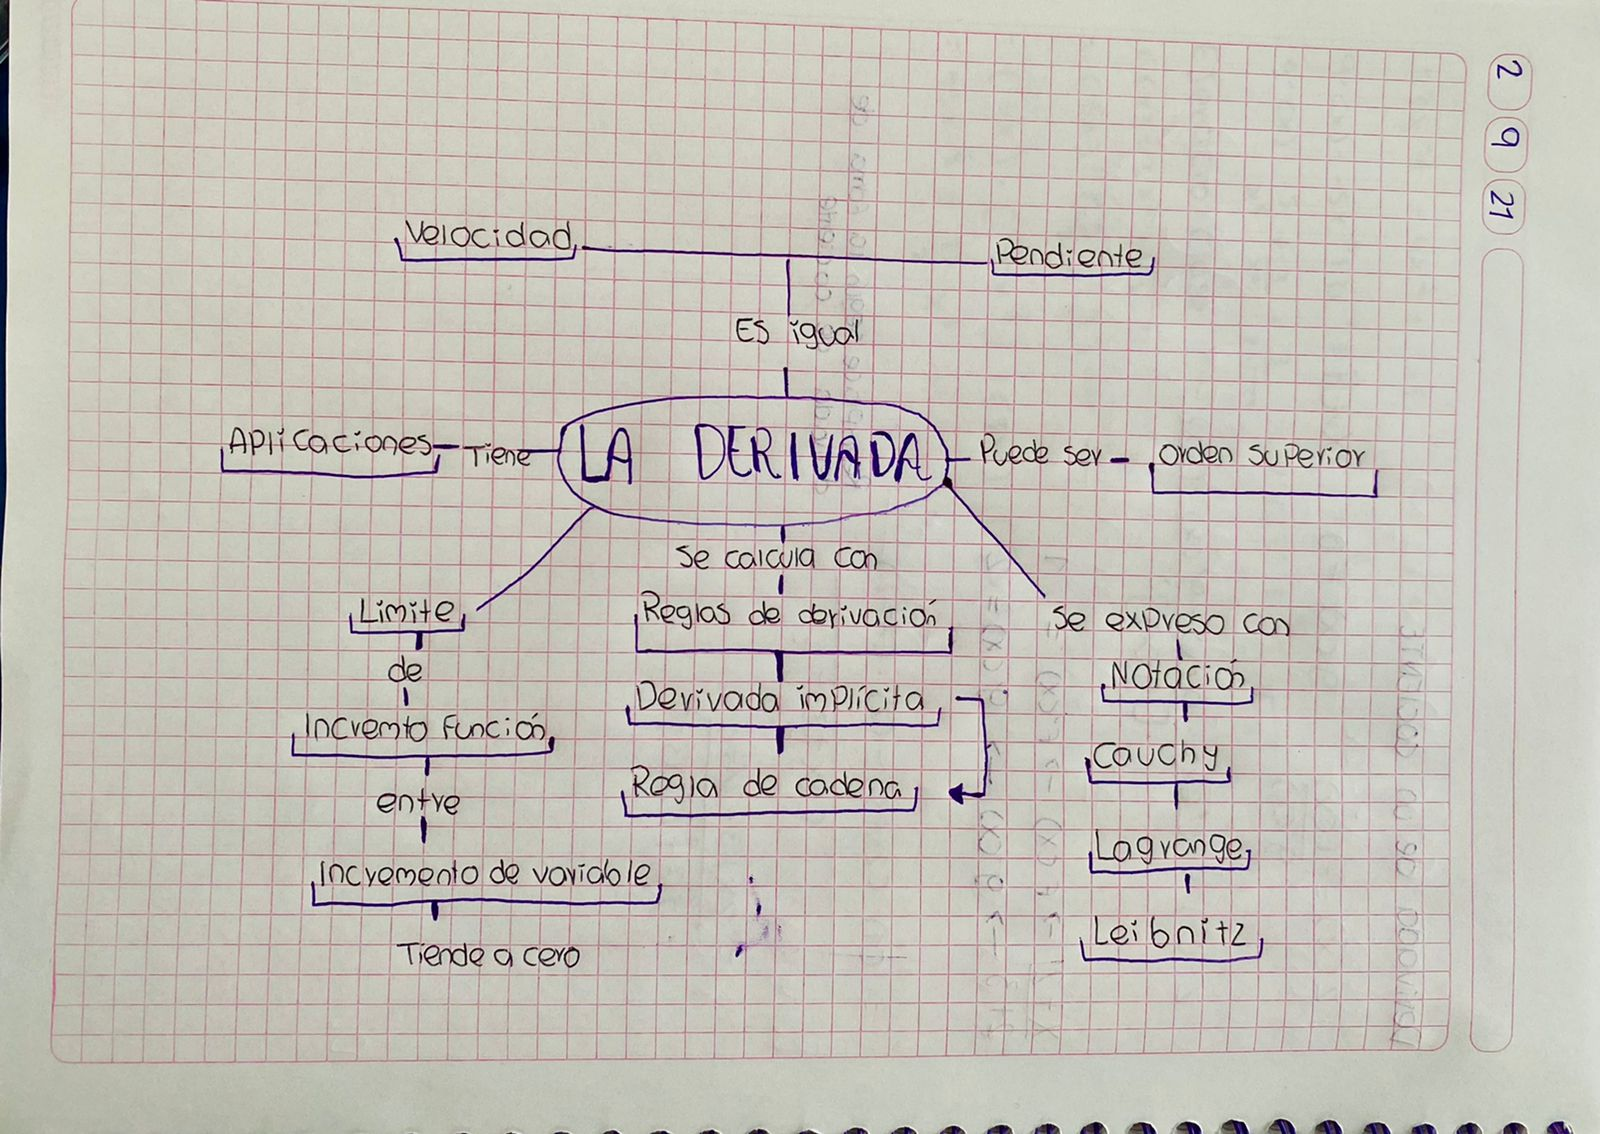 2 9 21
Velocidad
Pendiente
Es igual
Aplicaciones
Tiene
LA DERIVADA
Puede ser
orden superior
Se calcula con
Limite
Reglas de derivación
Se expreso con
de
Notación
Derivada implícita
Incremto función
Cauchy
Regla de cadena
entre
Lagrange
Incremento de variable
Leibnitz
Tiende a cero